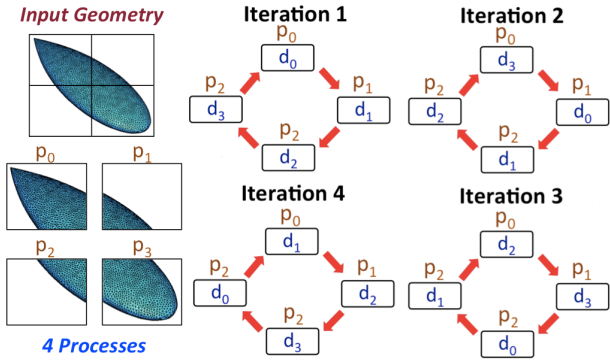 Input Geometry
p0
p1
p2
p3
4 Processes
Iteration 1
p0
d0
p2
p1
d3
d1
p2
d2
Iteration 2
p0
d3
p2
p1
d2
d0
p2
d1
Iteration 4
p0
d1
p2
p1
d0
d2
p2
d3
Iteration 3
p0
d2
p2
p1
d1
d3
p2
d0